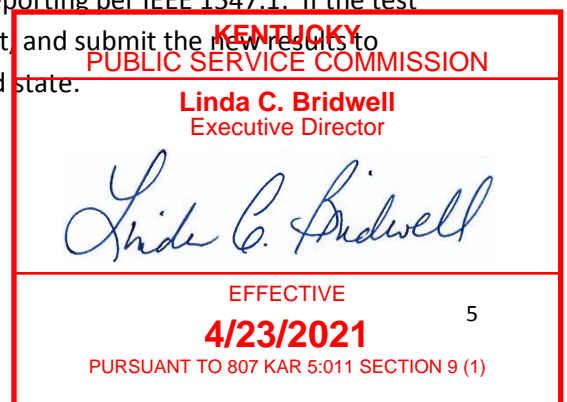 porting per IEEE 1547.1. If the test
t, and submit the new results to
KENTUCKY
PUBLIC SERVICE COMMISSION
d state.
Linda C. Bridwell
Executive Director
Linda C. Bridwell
EFFECTIVE
5
4/23/2021
PURSUANT TO 807 KAR 5:011 SECTION 9 (1)